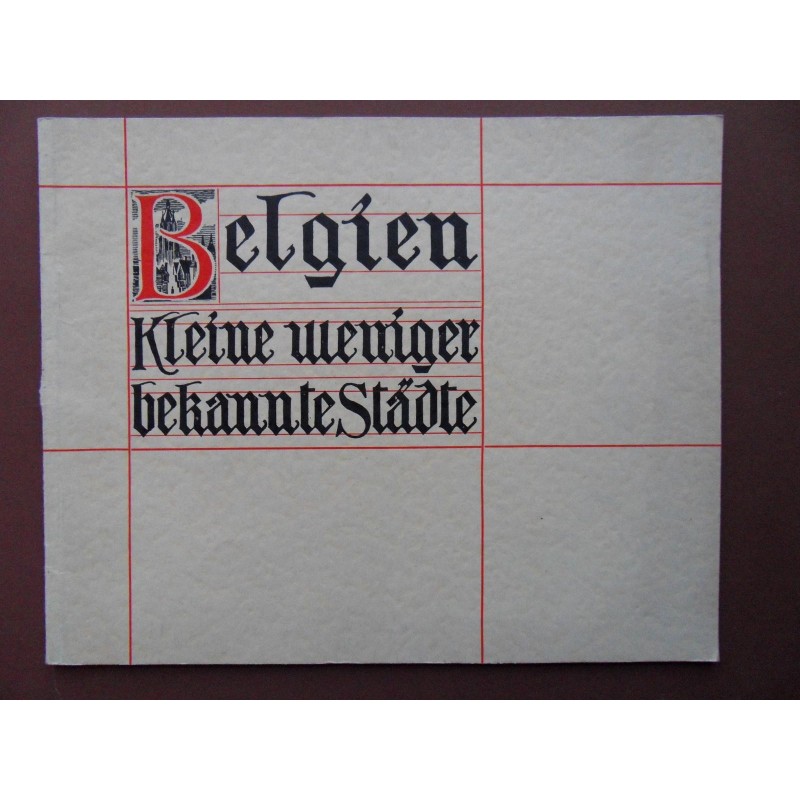 Belgien
Kleine weniger
bekannte Städte